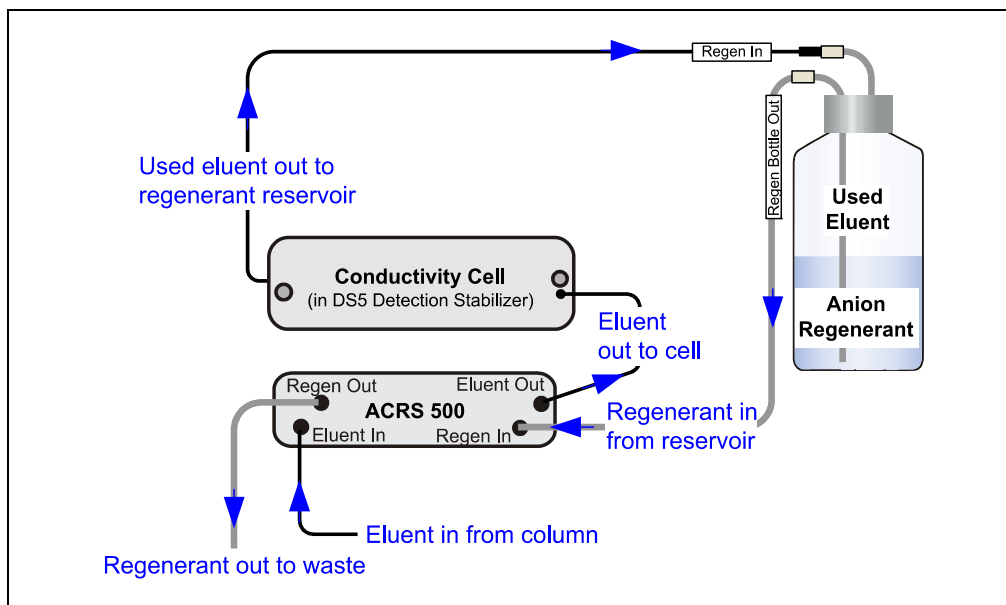 Regen In
Regen Bottle Out
Used eluent out to
regenerant reservoir
Used
Eluent
Conductivity Cell
(in DS5 Detection Stabilizer)
Anion
Regenerant
Eluent
out to cell
Regen Out
Eluent Out
ACRS 500
Eluent In
Regen In
Regenerant in
from reservoir
Eluent in from column
Regenerant out to waste